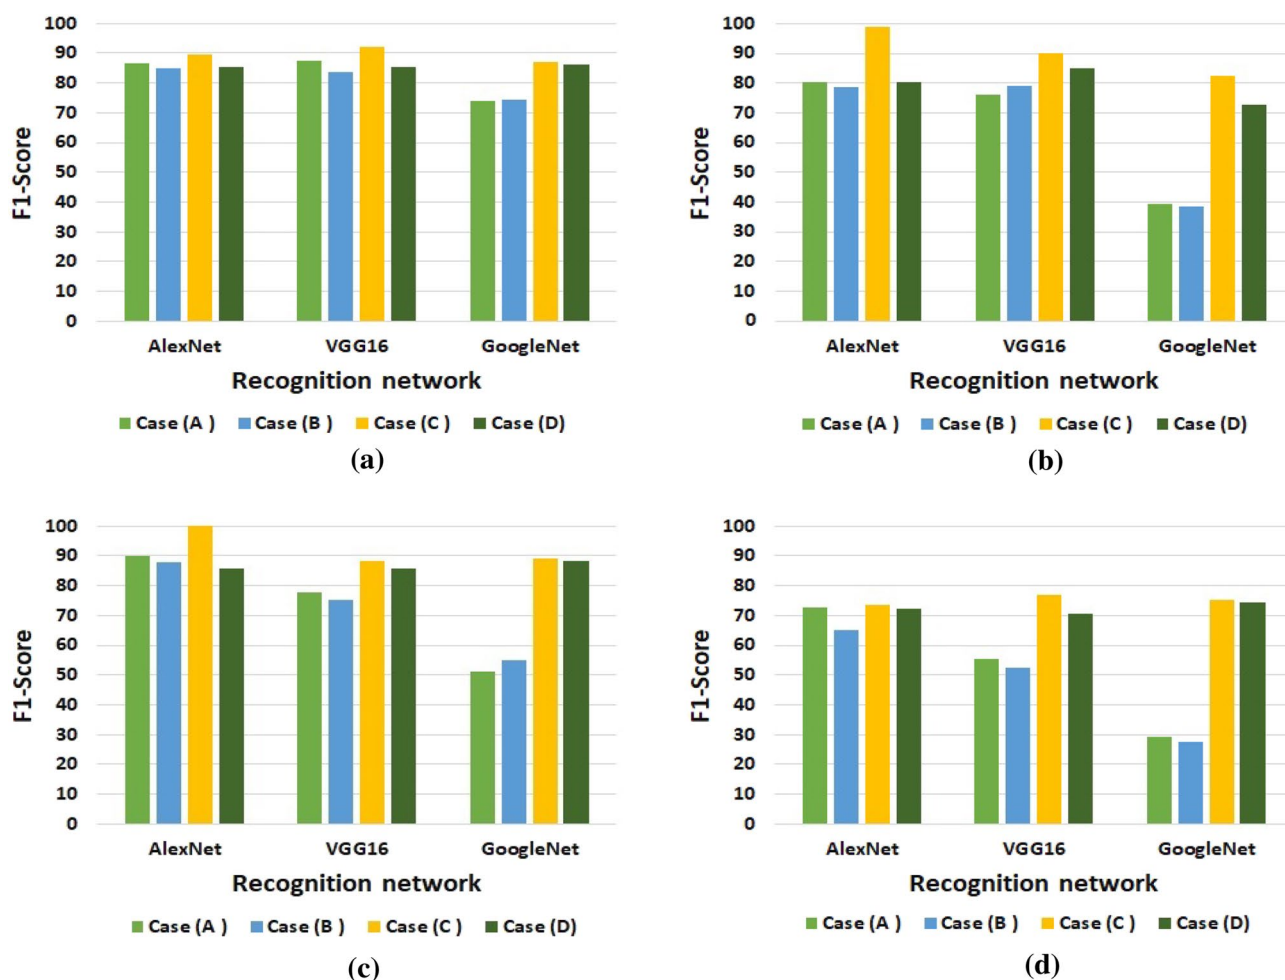 100
90
80
70
60
50
40
30
20
10
0
F1-Score
AlexNet VGG16 GoogleNet
Recognition network
Case (A ) Case (B ) Case (C ) Case (D)
(a)
100
90
80
70
60
50
40
30
20
10
0
F1-Score
AlexNet VGG16 GoogleNet
Recognition network
Case (A ) Case (B ) Case (C ) Case (D)
(b)
100
90
80
70
60
50
40
30
20
10
0
F1-Score
AlexNet VGG16 GoogleNet
Recognition network
Case (A ) Case (B ) Case (C ) Case (D)
(c)
100
90
80
70
60
50
40
30
20
10
0
F1-Score
AlexNet VGG16 GoogleNet
Recognition network
Case (A ) Case (B ) Case (C ) Case (D)
(d)